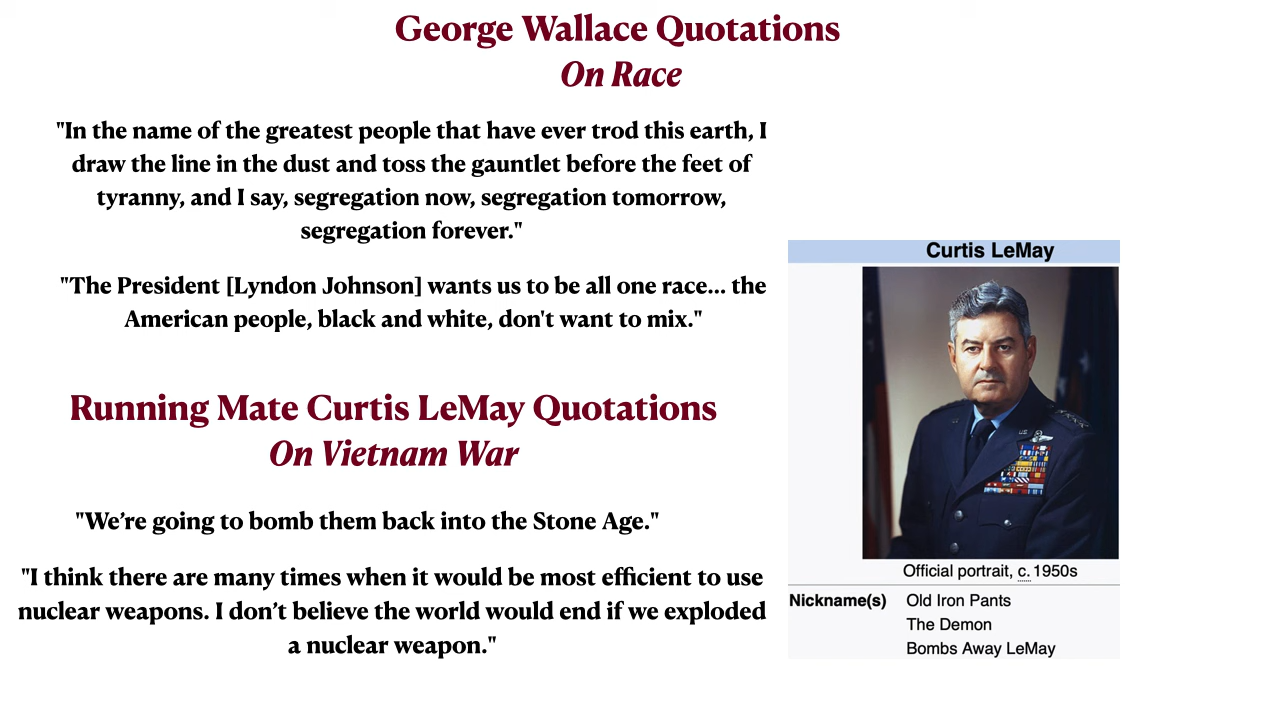 George Wallace Quotations
On Race
"In the name of the greatest people that have ever trod this earth, I
draw the line in the dust and toss the gauntlet before the feet of
tyranny, and I say, segregation now, segregation tomorrow,
segregation forever."
"The President [Lyndon Johnson] wants us to be all one race... the
American people, black and white, don't want to mix."
Running Mate Curtis LeMay Quotations
On Vietnam War
"We’re going to bomb them back into the Stone Age."
"I think there are many times when it would be most efficient to use
nuclear weapons. I don’t believe the world would end if we exploded
a nuclear weapon."
Curtis LeMay
Official portrait, c. 1950s
Nickname(s) Old Iron Pants
The Demon
Bombs Away LeMay